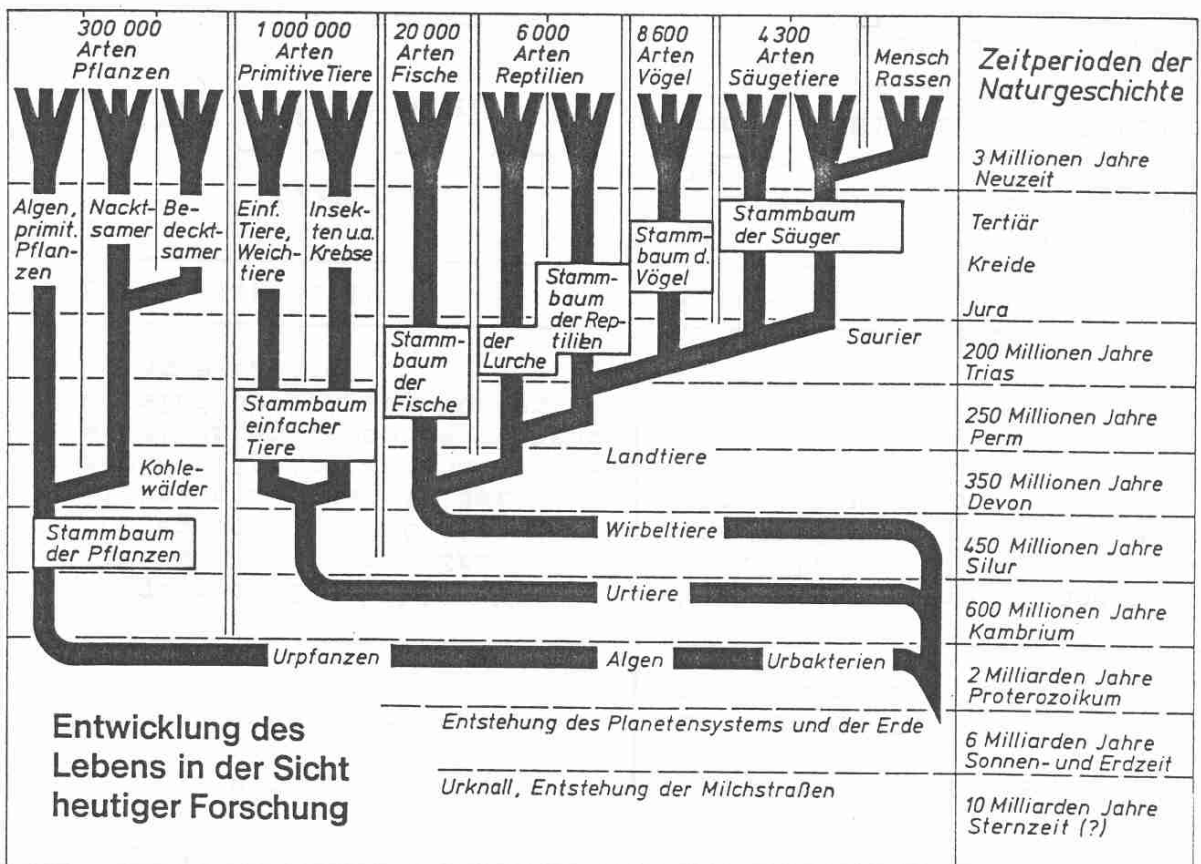 300 000
Arten
Pflanzen
1 000 000
Arten
Primitive Tiere
20 000
Arten
Fische
6 000
Arten
Reptilien
8 600
Arten
Vögel
4 300
Arten
Säugetiere
Mensch
Rassen
Zeitperioden der
Naturgeschichte
Algen,
primit.
Pflan-
zen
Nackt-
samer
Be-
deckt-
samer
Einf.
Tiere,
Weich-
tiere
Insek-
ten u.a.
Krebse
Stammbaum
der Säuger
Stamm-
baum d.
Vögel
Stamm-
baum
der Rep-
tilien
der
Lurche
Stamm-
baum
der
Fische
Stammbaum
einfacher
Tiere
Saurier
Kohle-
wälder
Landtiere
Stammbaum
der Pflanzen
Wirbeltiere
Urtiere
Urpfanzen
Algen
Urbakterien
3 Millionen Jahre
Neuzeit
Tertiär
Kreide
Jura
200 Millionen Jahre
Trias
250 Millionen Jahre
Perm
350 Millionen Jahre
Devon
450 Millionen Jahre
Silur
600 Millionen Jahre
Kambrium
2 Milliarden Jahre
Proterozoikum
6 Milliarden Jahre
Sonnen- und Erdzeit
10 Milliarden Jahre
Sternzeit (?)
Entstehung des Planetensystems und der Erde
Urknall, Entstehung der Milchstraßen
Entwicklung des
Lebens in der Sicht
heutiger Forschung